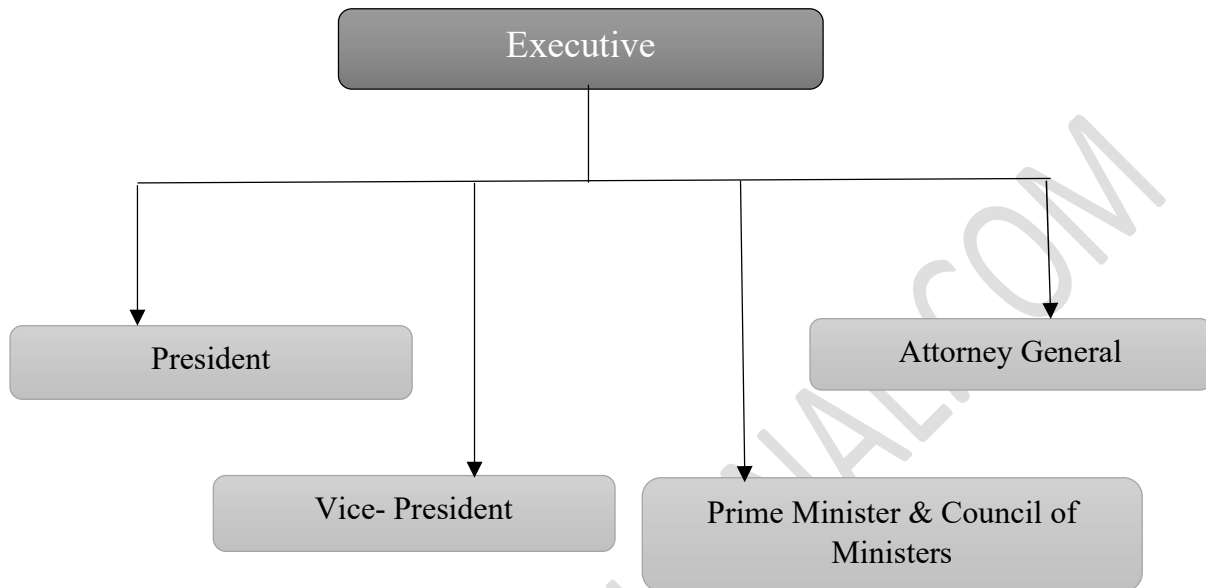 Executive
President
Attorney General
Vice- President
Prime Minister & Council of
Ministers